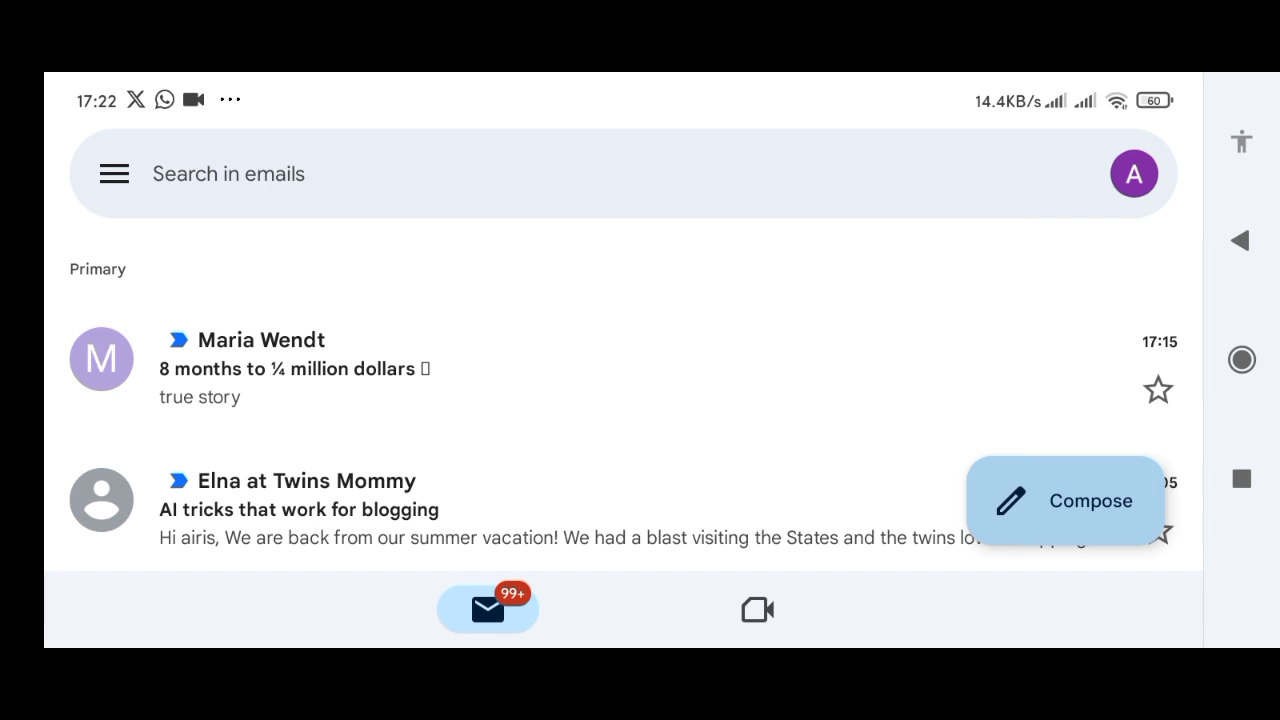 17:22
14.4KB/s
60
Search in emails
A
Primary
M
Maria Wendt
17:15
8 months to ¼ million dollars
true story
Elna at Twins Mommy
AI tricks that work for blogging
Hi airis, We are back from our summer vacation! We had a blast visiting the States and the twins
Compose
99+